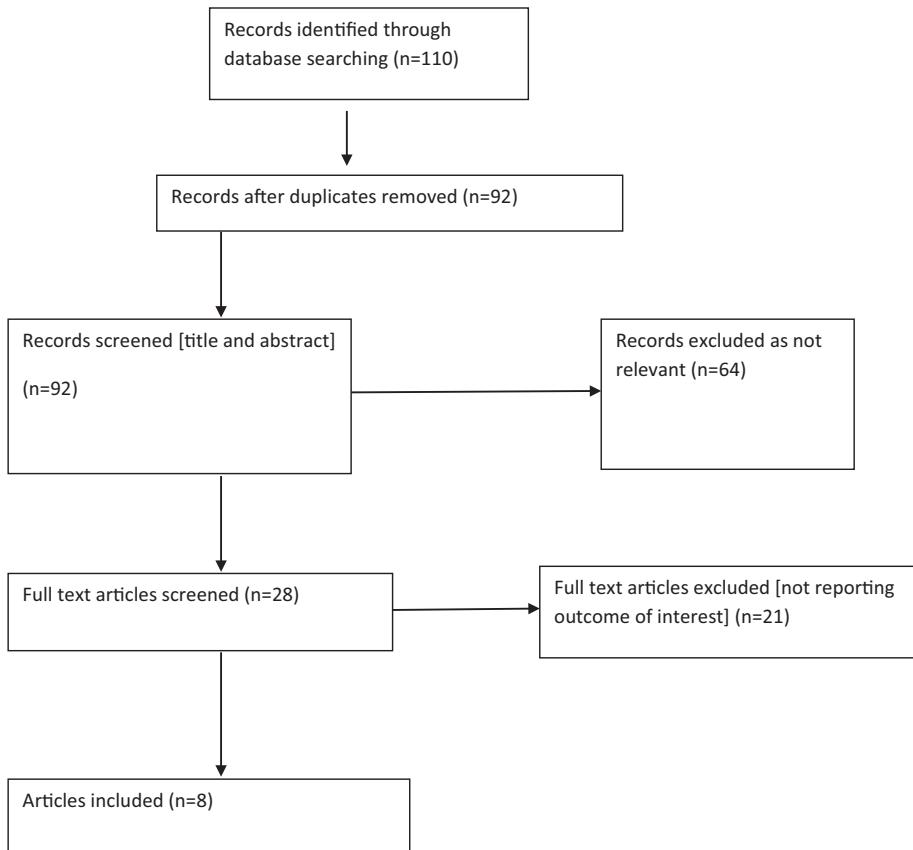 Records identified through
database searching (n=110)
Records after duplicates removed (n=92)
Records screened [title and abstract]
(n=92)
Records excluded as not
relevant (n=64)
Full text articles screened (n=28)
Full text articles excluded [not reporting
outcome of interest] (n=21)
Articles included (n=8)